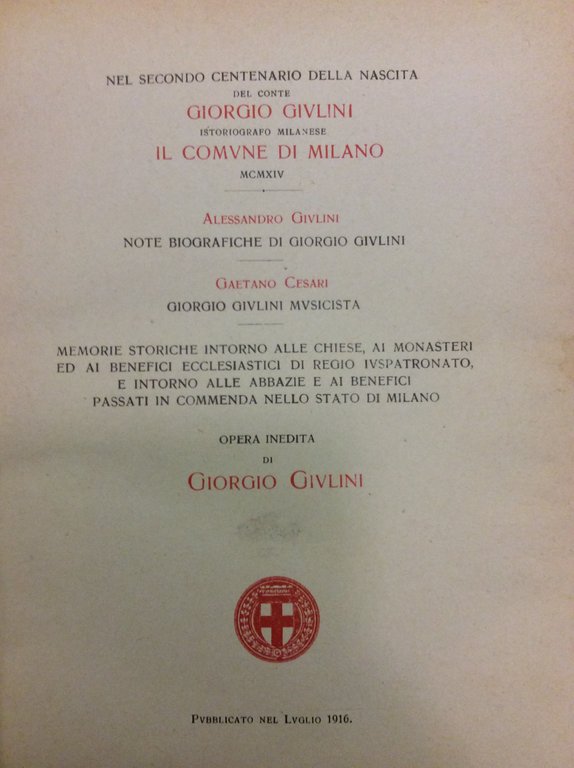 NEL SECONDO CENTENARIO DELLA NASCITA
DEL CONTE
GIORGIO GIVLINI
ISTORIOGRAFO MILANESE
IL COMVNE DI MILANO
MCMXIV
ALESSANDRO GIVLINI
NOTE BIOGRAFICHE DI GIORGIO GIVLINI
GAETANO CESARI
GIORGIO GIVLINI MVSICISTA
MEMORIE STORICHE INTORNO ALLE CHIESE, AI MONASTERI
ED AI BENEFICI ECCLESIASTICI DI REGIO IVSPATRONATO,
E INTORNO ALLE ABBAZIE E AI BENEFICI
PASSATI IN COMMENDA NELLO STATO DI MILANO
OPERA INEDITA
DI
GIORGIO GIVLINI
PVBBLICATO NEL LVGLIO 1916.